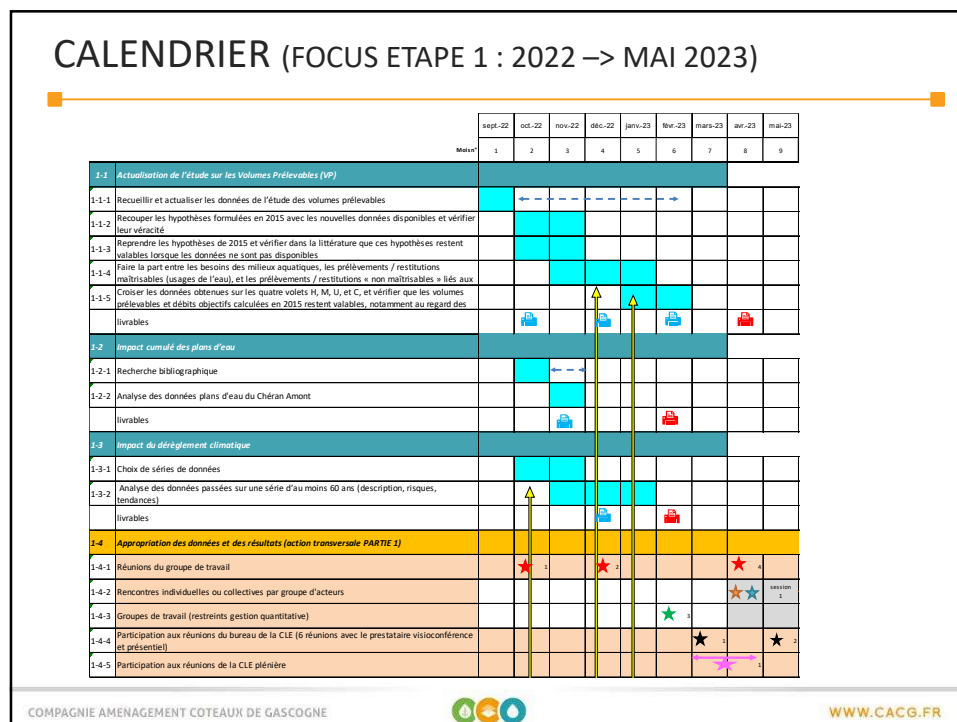 CALENDRIER (FOCUS ETAPE 1 : 2022 –> MAI 2023)
sept.-22 oct.-22 nov.-22 déc.-22 janv.-23 févr.-23 mars-23 avr.-23 mai-23
Mois n° 1 2 3 4 5 6 7 8 9
1-1 Actualisation de l'étude sur les Volumes Prélevables (VP)
1-1-1 Recueillir et actualiser les données de l'étude des volumes prélevables
1-1-2 Recouper les hypothèses formulées en 2015 avec les nouvelles données disponibles et vérifier
leur véracité
1-1-3 Reprendre les hypothèses de 2015 et vérifier dans la littérature que ces hypothèses restent
valables lorsque les données ne sont pas disponibles
1-1-4 Faire la part entre les besoins des milieux aquatiques, les prélèvements / restitutions
maîtrisables (usages de l'eau), et les prélèvements / restitutions « non maîtrisables » liés aux
1-1-5 Croiser les données obtenues sur les quatre volets H, M, U, et C, et vérifier que les volumes
prélevables et débits objectifs calculées en 2015 restent valables, notamment au regard des
livrables
1-2 Impact cumulé des plans d'eau
1-2-1 Recherche bibliographique
1-2-2 Analyse des données plans d'eau du Chéran Amont
livrables
1-3 Impact du dérèglement climatique
1-3-1 Choix de séries de données
1-3-2 Analyse des données passées sur une série d'au moins 60 ans (description, risques,
tendances)
livrables
1-4 Appropriation des données et des résultats (action transversale PARTIE 1)
1-4-1 Réunions du groupe de travail 1 2 4
1-4-2 Rencontres individuelles ou collectives par groupe d'acteurs session
1
1-4-3 Groupes de travail (restreints gestion quantitative) 3
1-4-4 Participation aux réunions du bureau de la CLE (6 réunions avec le prestataire visioconférence
et présentiel) 1 2
1-4-5 Participation aux réunions de la CLE plénière 1
COMPAGNIE AMENAGEMENT COTEAUX DE GASCOGNE
WWW.CACG.FR